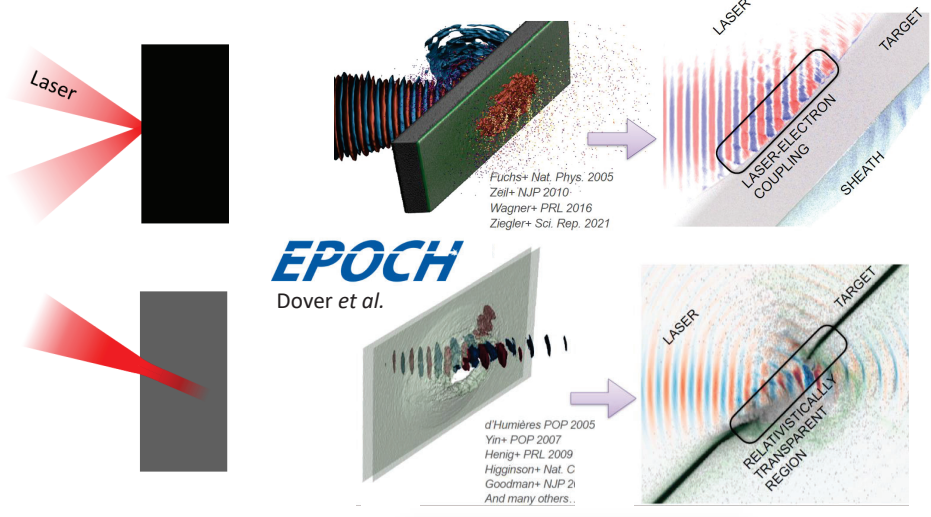 Laser
Fuchs+ Nat. Phys. 2005
Zeil+ NJP 2010
Wagner+ PRL 2016
Ziegler+ Sci. Rep. 2021
LASER
TARGET
LASER-ELECTRON
COUPLING
SHEATH
EPOCH
Dover et al.
d'Humières POP 2005
Yin+ POP 2007
Henig+ PRL 2009
Higginson+ Nat. C
Goodman+ NJP 20
And many others…
LASER
TARGET
RELATIVISTICALLLY
TRANSPARENT
REGION